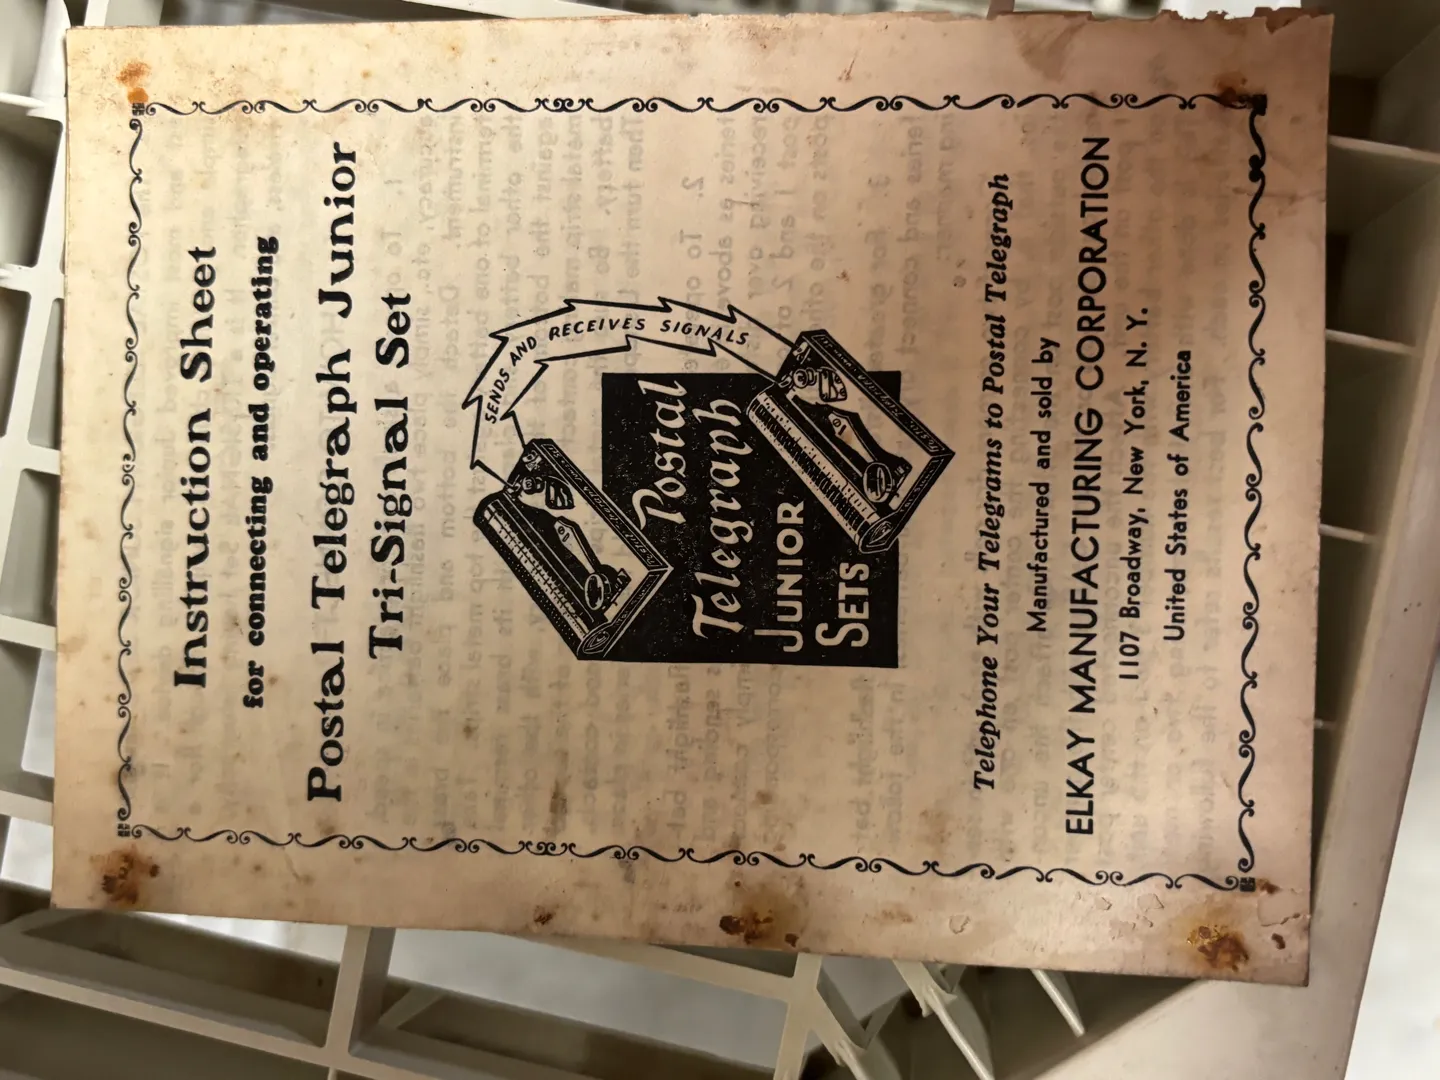 Instruction Sheet
for connecting and operating
Postal Telegraph Junior
Tri-Signal Set
SENDS AND RECEIVES SIGNALS
Postal
Telegraph
JUNIOR
SETS
Telephone Your Telegrams to Postal Telegraph
Manufactured and sold by
ELKAY MANUFACTURING CORPORATION
1107 Broadway, New York, N. Y.
United States of America